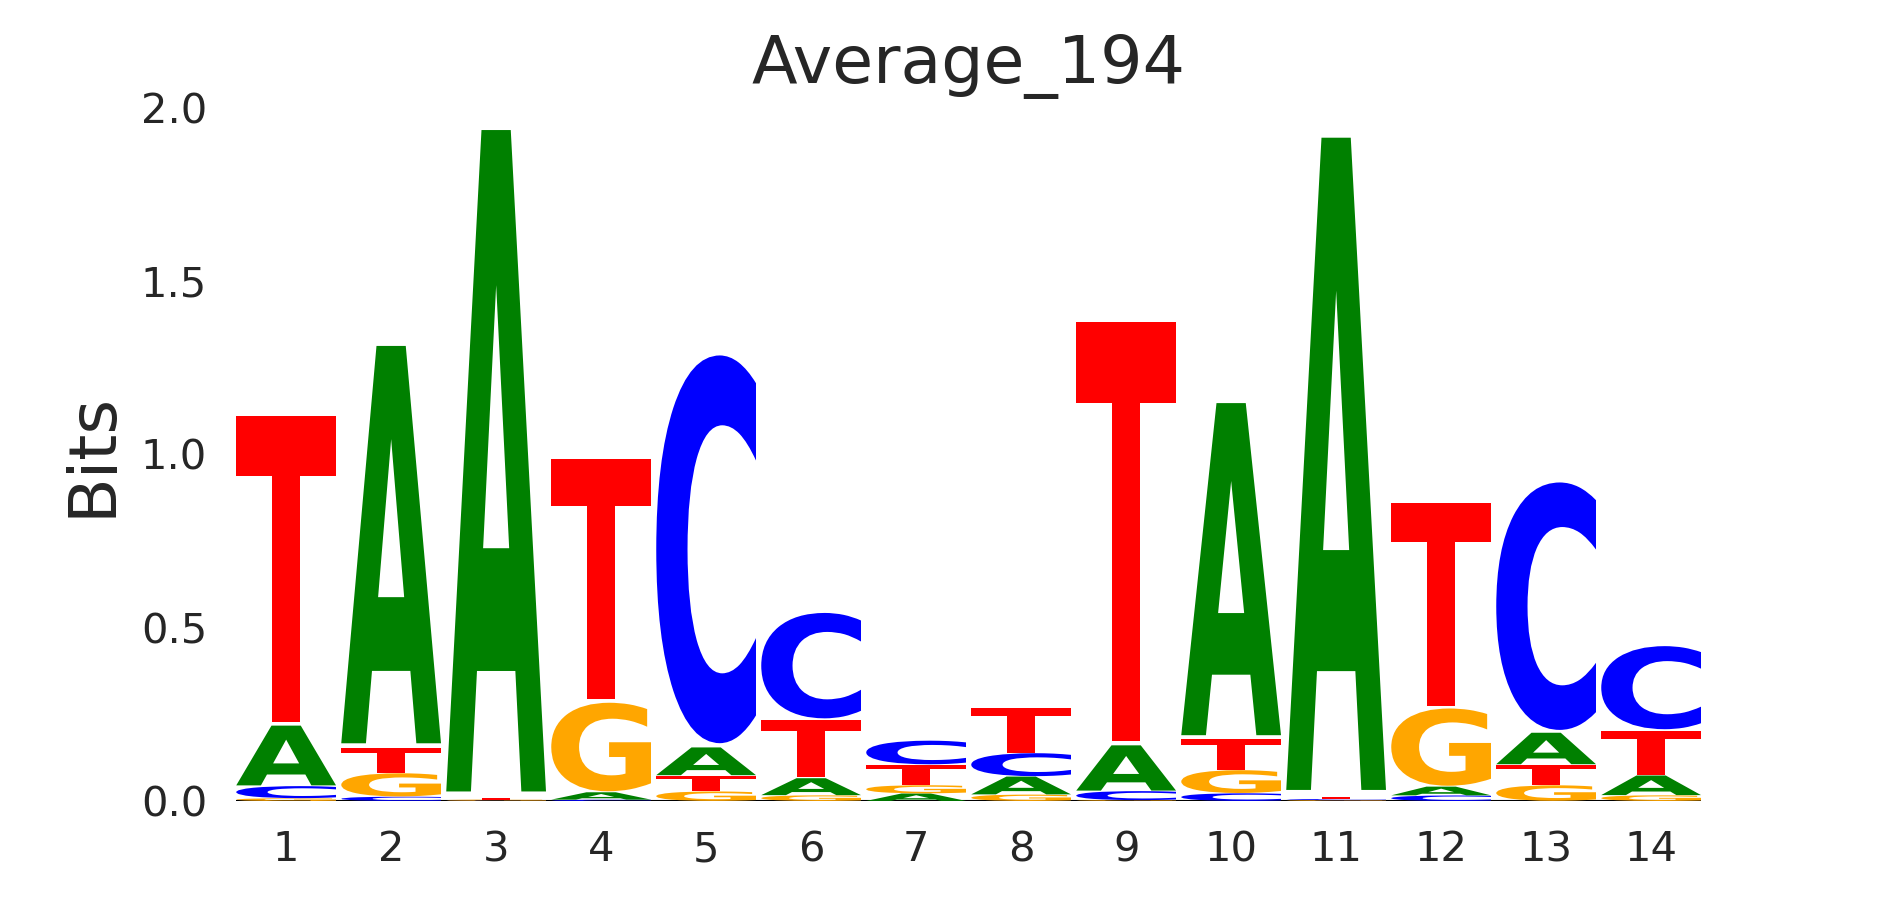 Average_194
Bits
2.0
1.5
1.0
0.5
0.0
T A A T C C C T T A A T C C
A T T G A T T C A T T G A T
C G A T A G A C G A T A
G C C G G A G C C C G G
1 2 3 4 5 6 7 8 9 10 11 12 13 14